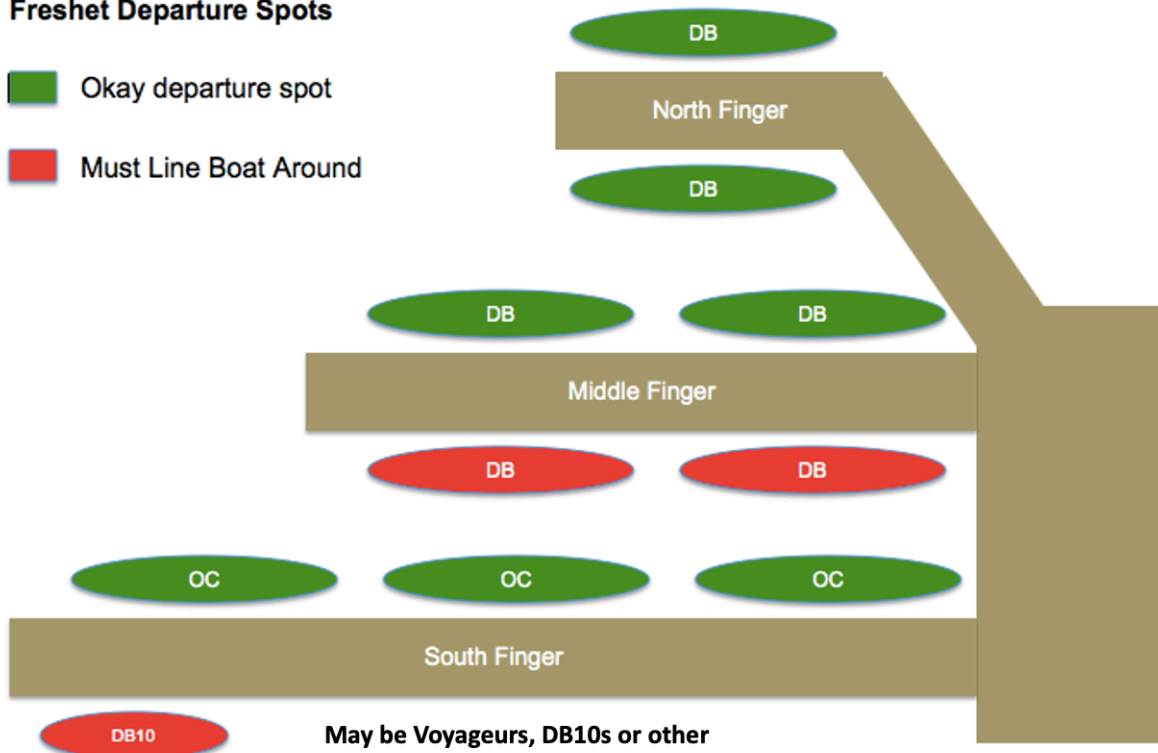 Freshet Departure Spots
DB
Okay departure spot
North Finger
Must Line Boat Around
DB
DB
DB
Middle Finger
DB
DB
OC
OC
OC
South Finger
DB10
May be Voyageurs, DB10s or other